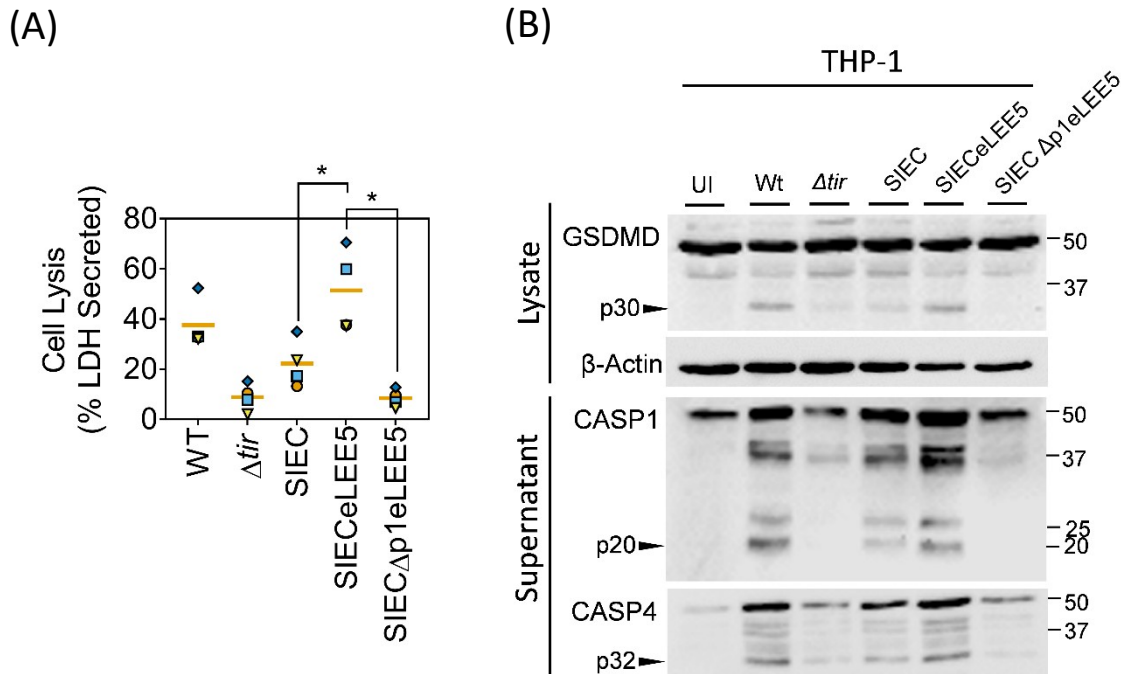 (A)
Cell Lysis
(% LDH Secreted)
80
60
40
20
0
WT
Δtir
SIEC
SIECeLEE5
SIECΔp1eLEE5
*
*
(B)
THP-1
UI
Wt
Δtir
SIEC
SIECeLEE5
SIEC Δp1eLEE5
Lysate
GSDMD
50
37
p30
β-Actin
Supernatant
CASP1
50
37
25
20
p20
CASP4
50
37
p32